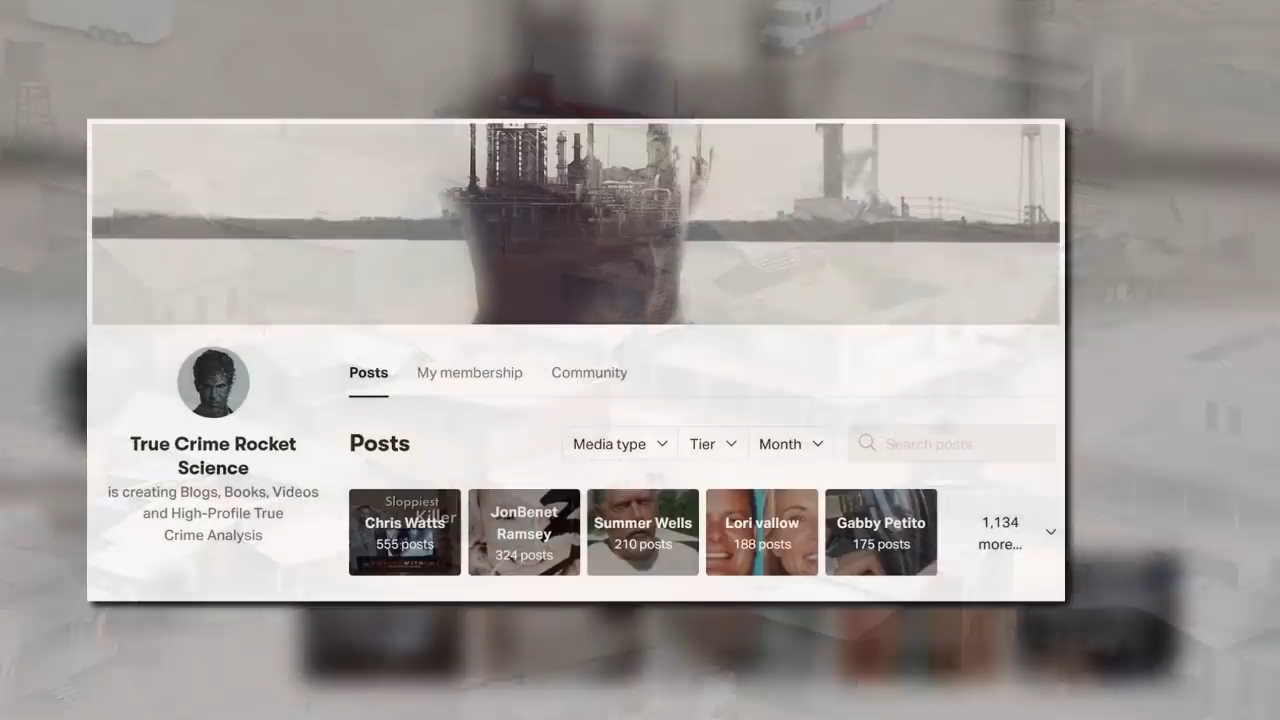 Posts
My membership
Community
True Crime Rocket
Science
is creating Blogs, Books, Videos
and High-Profile True
Crime Analysis
Posts
Media type
Tier
Month
Search posts
Sloppiest
Killer
Chris Watts
555 posts
JonBenet
Ramsey
324 posts
Summer Wells
210 posts
Lori vallow
188 posts
Gabby Petito
175 posts
1,134
more...